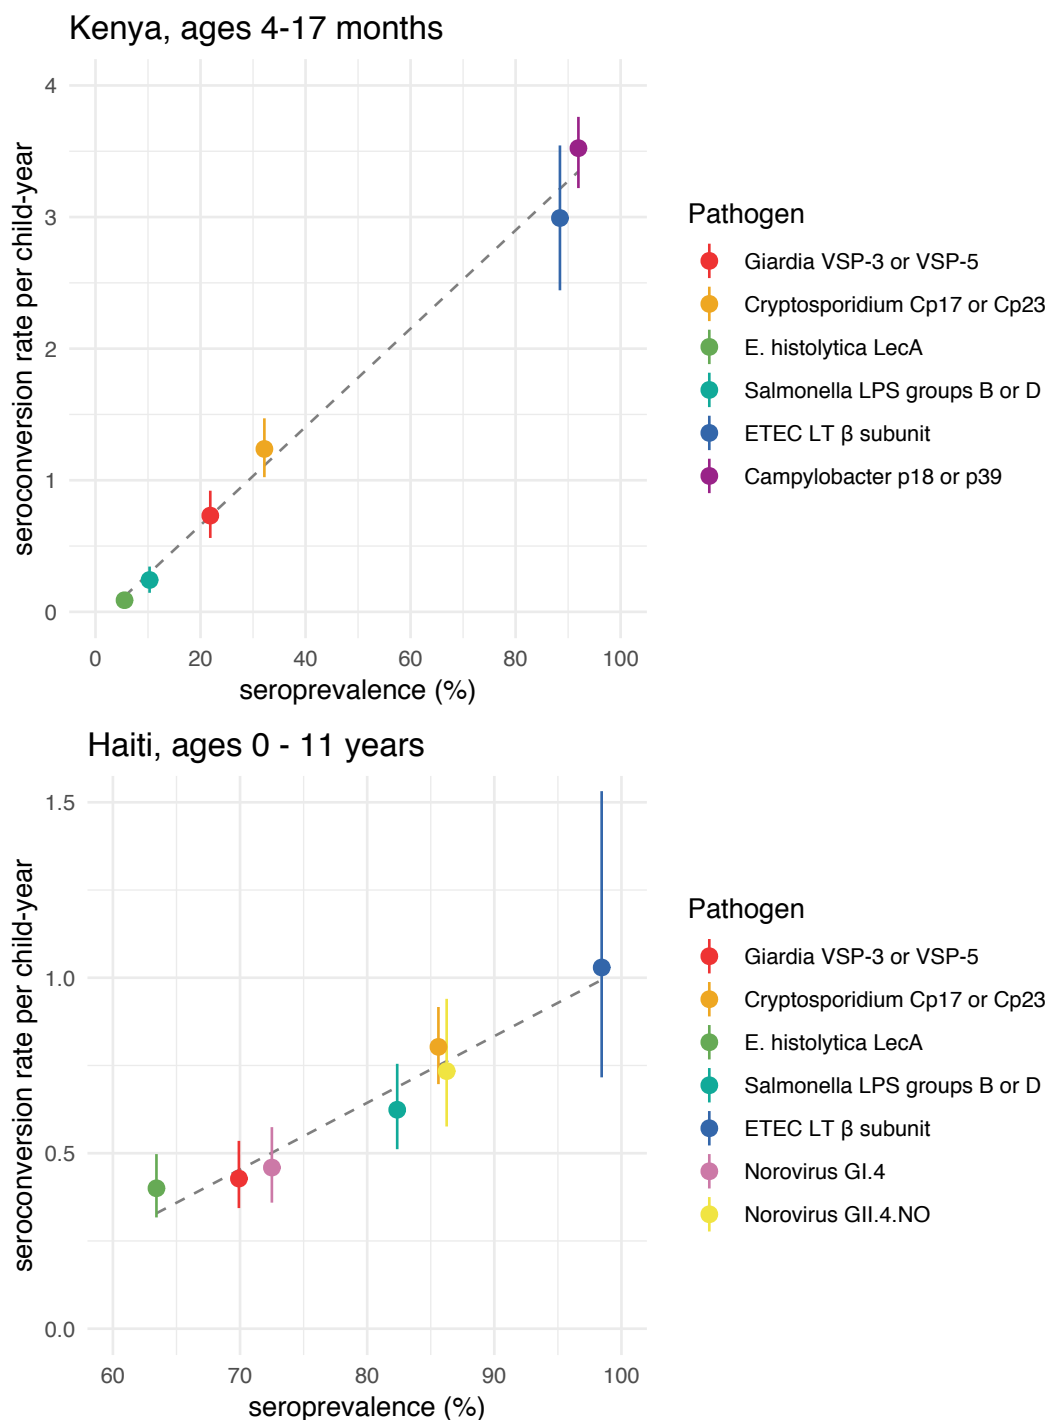 Kenya, ages 4-17 months
seroconversion rate per child-year
4
3
2
1
0
0 20 40 60 80 100
seroprevalence (%)
Pathogen
Giardia VSP-3 or VSP-5
Cryptosporidium Cp17 or Cp23
E. histolytica LecA
Salmonella LPS groups B or D
ETEC LT β subunit
Campylobacter p18 or p39
Haiti, ages 0 - 11 years
seroconversion rate per child-year
1.5
1.0
0.5
0.0
60 70 80 90 100
seroprevalence (%)
Pathogen
Giardia VSP-3 or VSP-5
Cryptosporidium Cp17 or Cp23
E. histolytica LecA
Salmonella LPS groups B or D
ETEC LT β subunit
Norovirus GI.4
Norovirus GII.4.NO